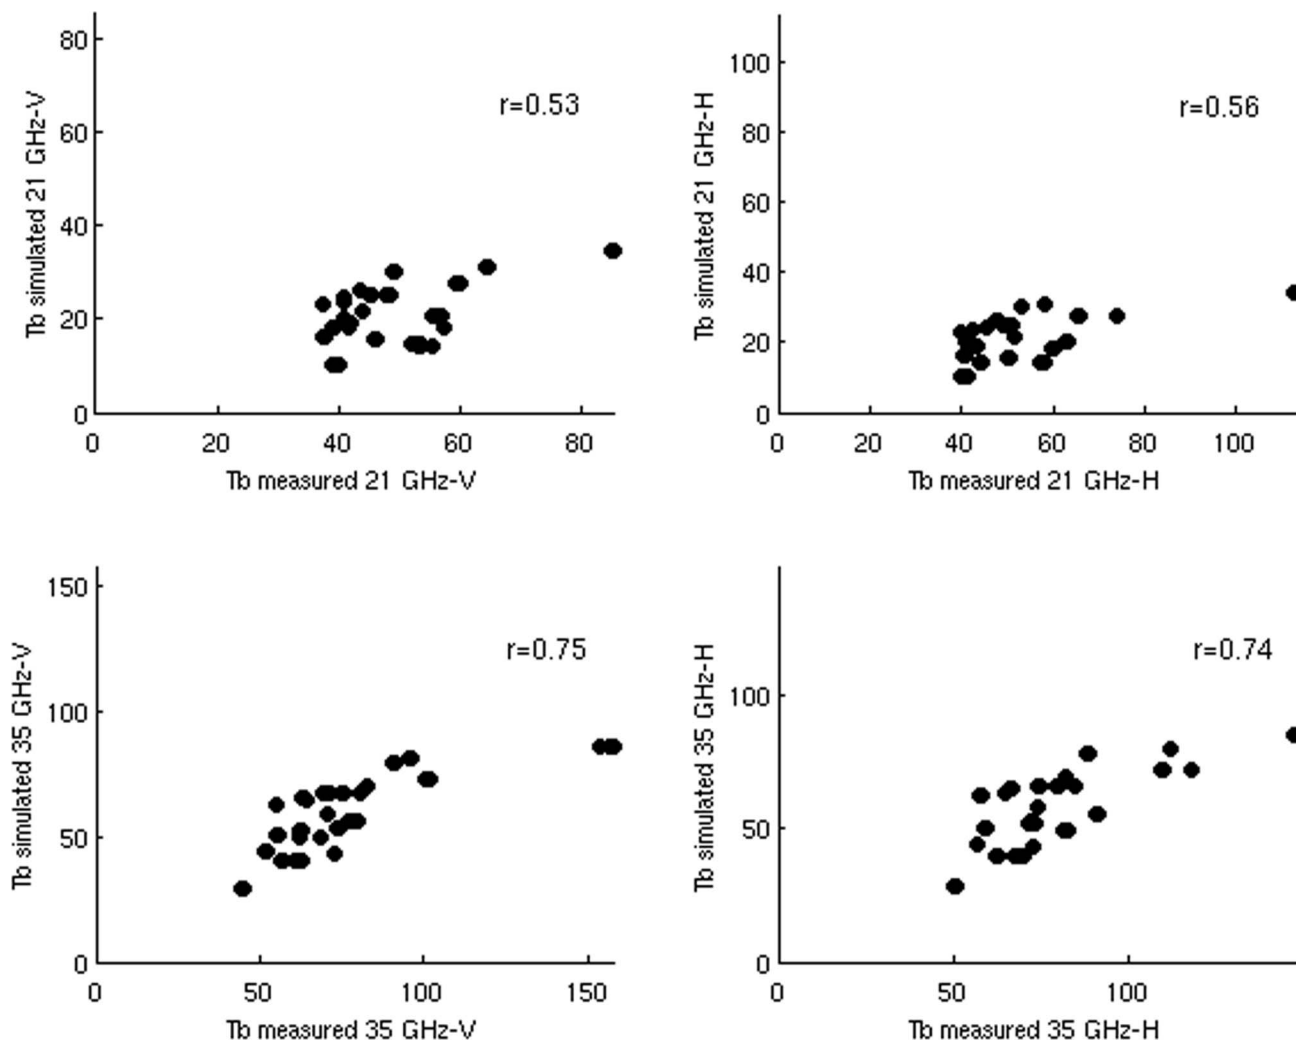 80
60
40
20
0
Tb simulated 21 GHz-V
r=0.53
0 20 40 60 80
Tb measured 21 GHz-V
100
80
60
40
20
0
Tb simulated 21 GHz-H
r=0.56
0 20 40 60 80 100
Tb measured 21 GHz-H
150
100
50
0
Tb simulated 35 GHz-V
r=0.75
0 50 100 150
Tb measured 35 GHz-V
100
50
0
Tb simulated 35 GHz-H
r=0.74
0 50 100
Tb measured 35 GHz-H